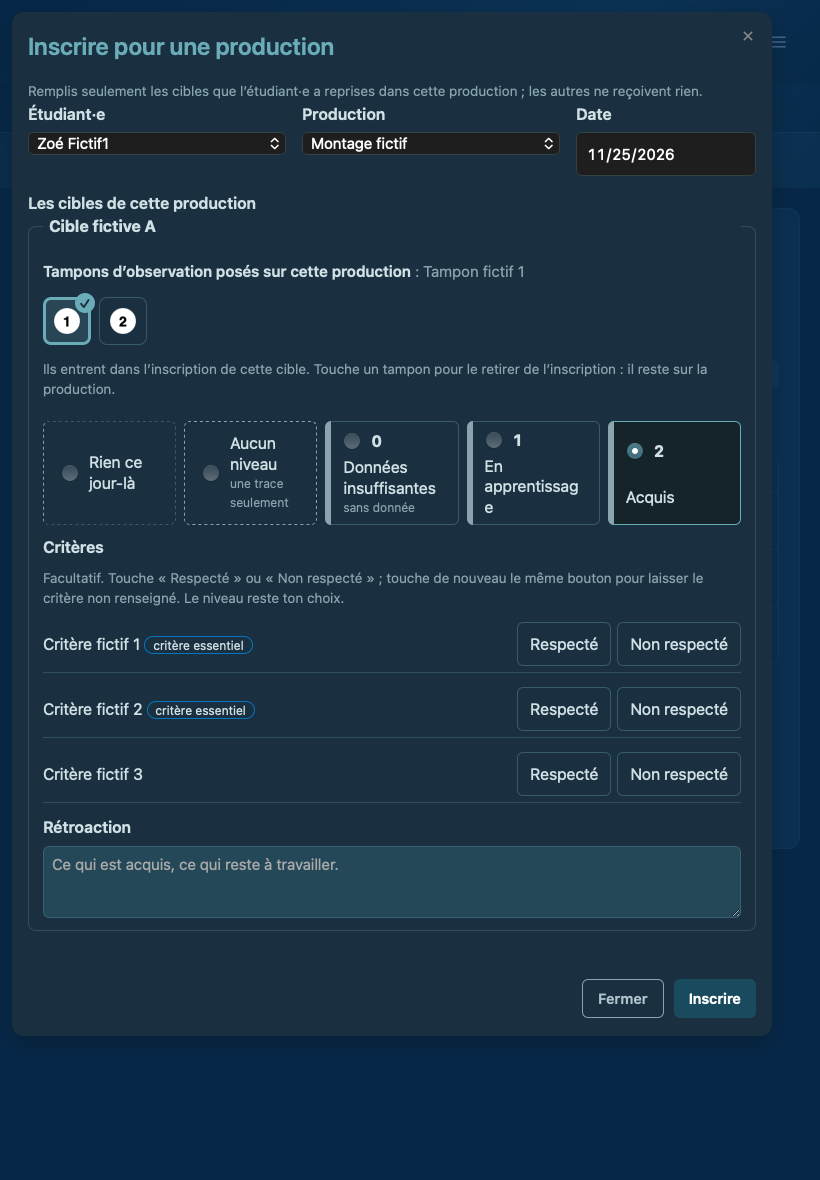 Inscrire pour une production
×
Remplis seulement les cibles que l’étudiant·e a reprises dans cette production ; les autres ne reçoivent rien.
Étudiant·e
Production
Date
Zoé Fictif1
Montage fictif
11/25/2026
Les cibles de cette production
Cible fictive A
Tampons d’observation posés sur cette production : Tampon fictif 1
1
2
Ils entrent dans l’inscription de cette cible. Touche un tampon pour le retirer de l’inscription : il reste sur la
production.
Rien ce
jour-là
Aucun
niveau
une trace
seulement
0
Données
insuffisantes
sans donnée
1
En
apprentissag
e
2
Acquis
Critères
Facultatif. Touche « Respecté » ou « Non respecté » ; touche de nouveau le même bouton pour laisser le
critère non renseigné. Le niveau reste ton choix.
Critère fictif 1 critère essentiel
Respecté
Non respecté
Critère fictif 2 critère essentiel
Respecté
Non respecté
Critère fictif 3
Respecté
Non respecté
Rétroaction
Ce qui est acquis, ce qui reste à travailler.
Fermer
Inscrire